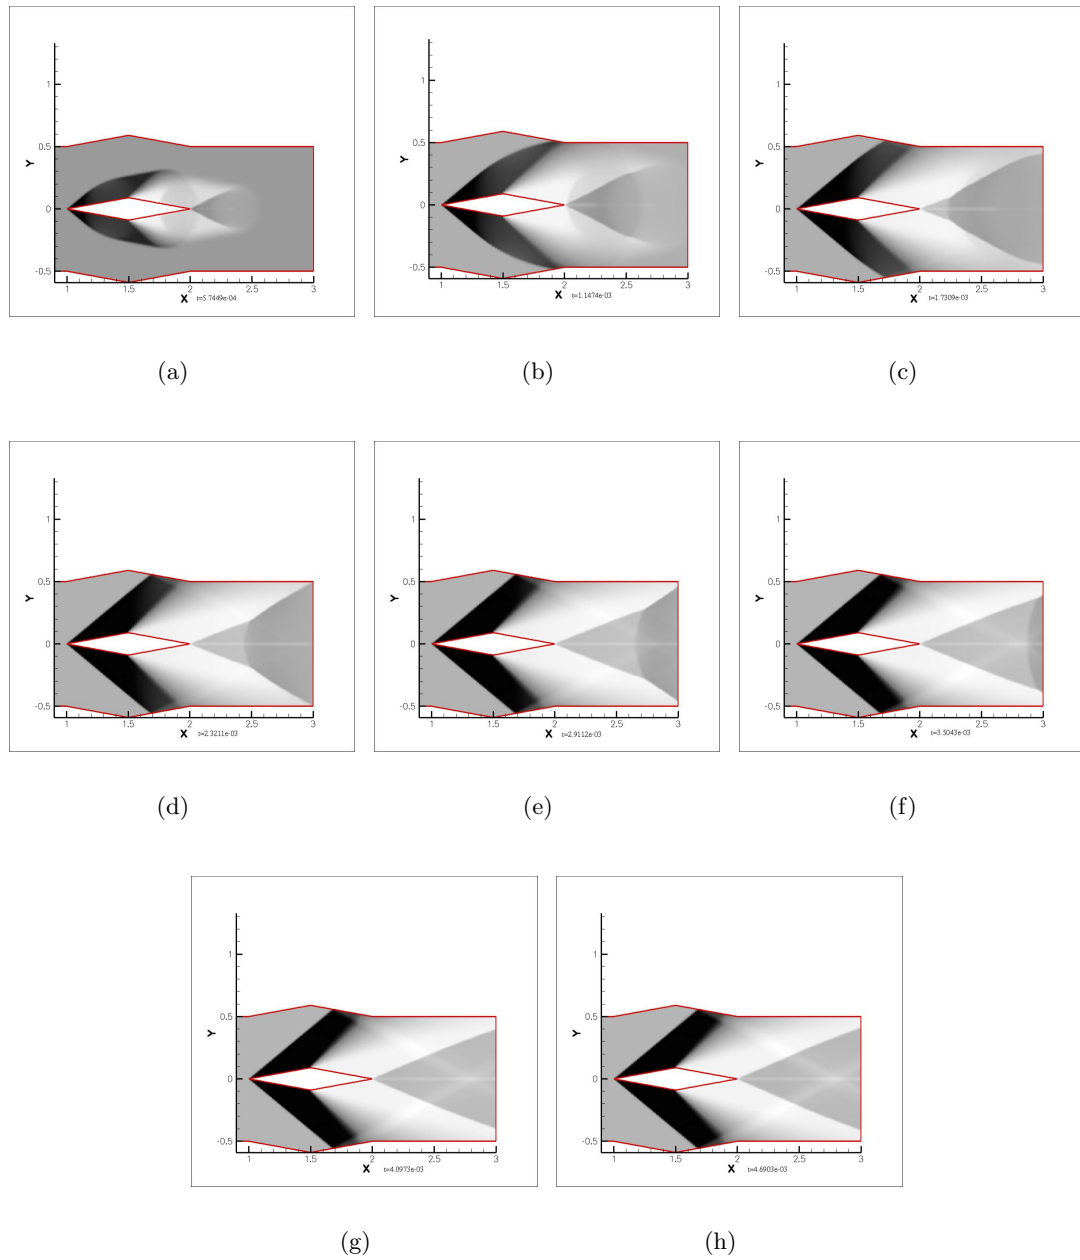 1
0.5
Y
0
-0.5
1 1.5 2 2.5 3
X t=5.7449e-04
(a)
1
0.5
Y
0
-0.5
1 1.5 2 2.5 3
X t=1.1474e-03
(b)
1
0.5
Y
0
-0.5
1 1.5 2 2.5 3
X t=1.7309e-03
(c)
1
0.5
Y
0
-0.5
1 1.5 2 2.5 3
X t=2.3211e-03
(d)
1
0.5
Y
0
-0.5
1 1.5 2 2.5 3
X t=2.9112e-03
(e)
1
0.5
Y
0
-0.5
1 1.5 2 2.5 3
X t=3.5043e-03
(f)
1
0.5
Y
0
-0.5
1 1.5 2 2.5 3
X t=4.0973e-03
(g)
1
0.5
Y
0
-0.5
1 1.5 2 2.5 3
X t=4.6903e-03
(h)